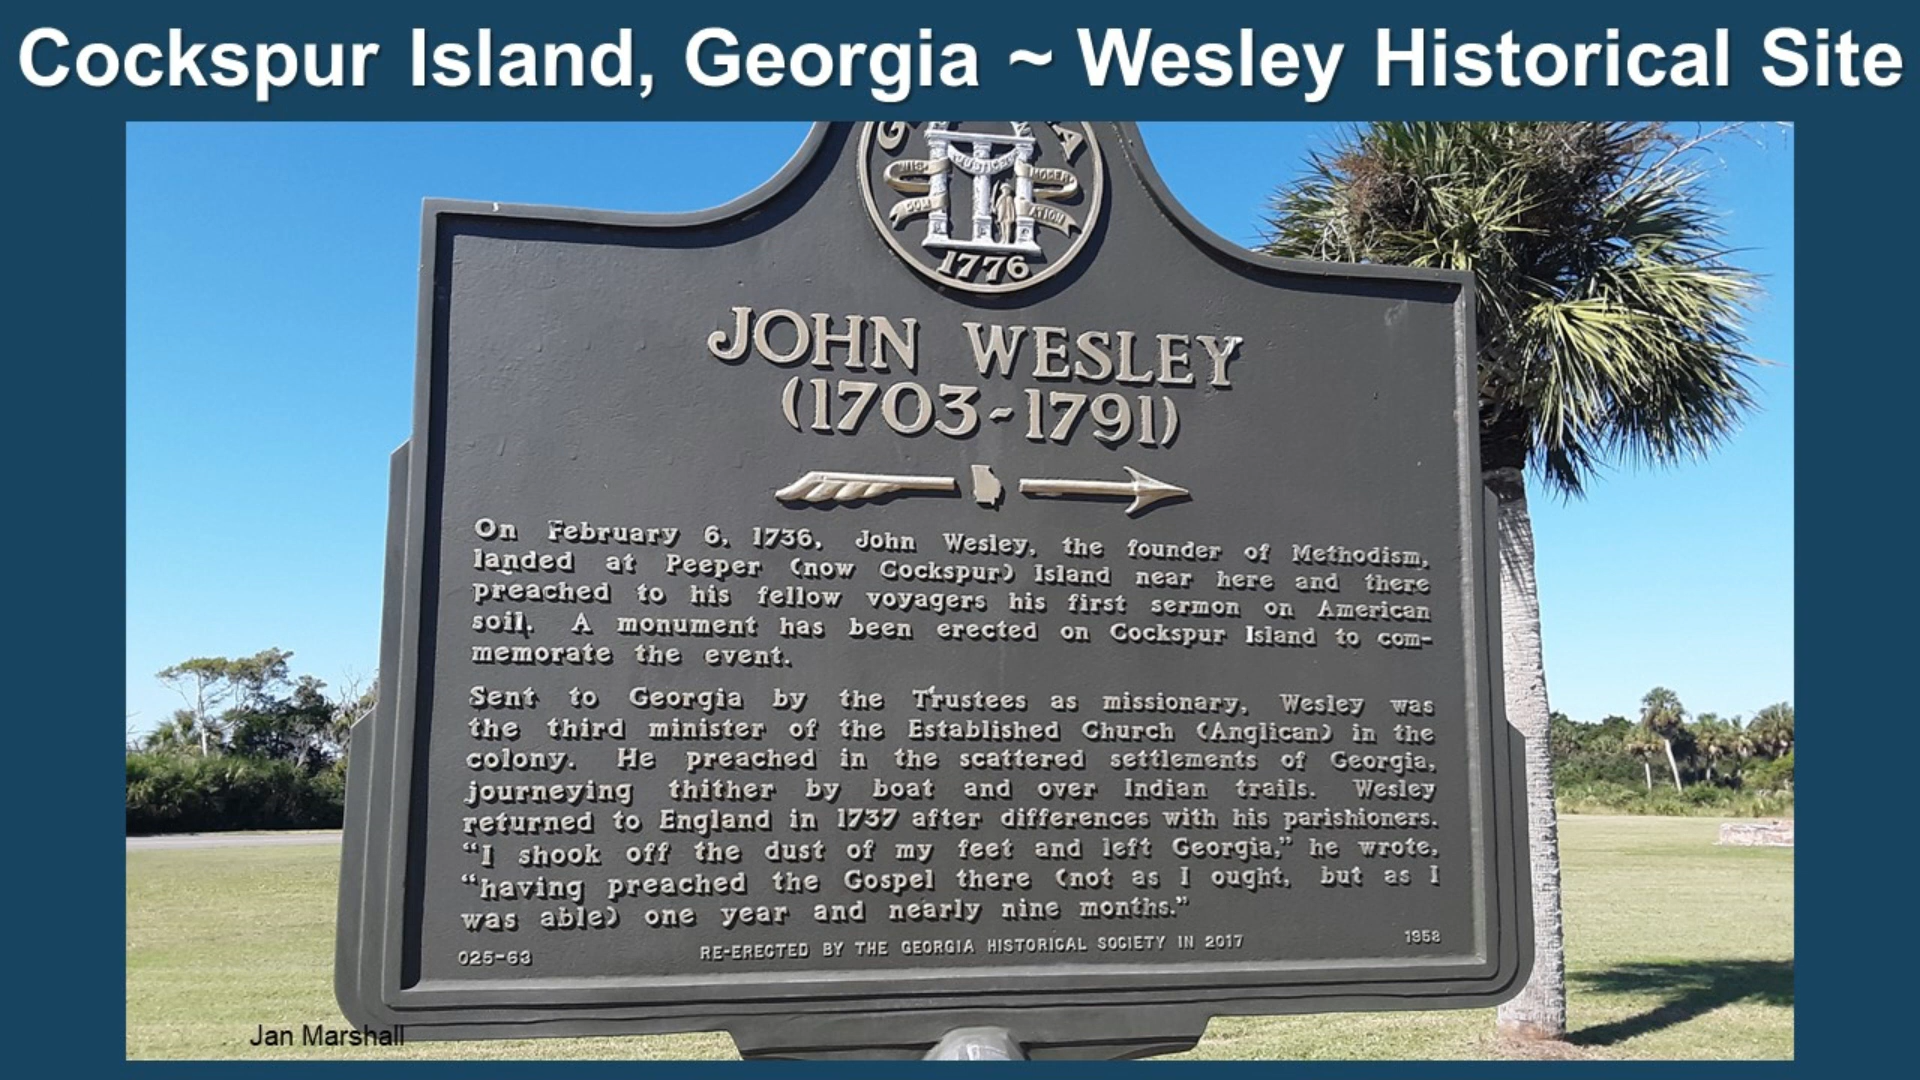 Cockspur Island, Georgia ~ Wesley Historical Site
WIS
JUSTICE
MODER
DOM
ATION
1776
JOHN WESLEY
(1703-1791)
On February 6, 1736, John Wesley, the founder of Methodism,
landed at Peeper (now Cockspur) Island near here and there
preached to his fellow voyagers his first sermon on American
soil. A monument has been erected on Cockspur Island to com-
memorate the event.
Sent to Georgia by the Trustees as missionary, Wesley was
the third minister of the Established Church (Anglican) in the
colony. He preached in the scattered settlements of Georgia,
journeying thither by boat and over Indian trails. Wesley
returned to England in 1737 after differences with his parishioners.
“I shook off the dust of my feet and left Georgia,” he wrote,
“having preached the Gospel there (not as I ought, but as I
was able) one year and nearly nine months.”
025-63 RE-ERECTED BY THE GEORGIA HISTORICAL SOCIETY IN 2017 1958
Jan Marshall